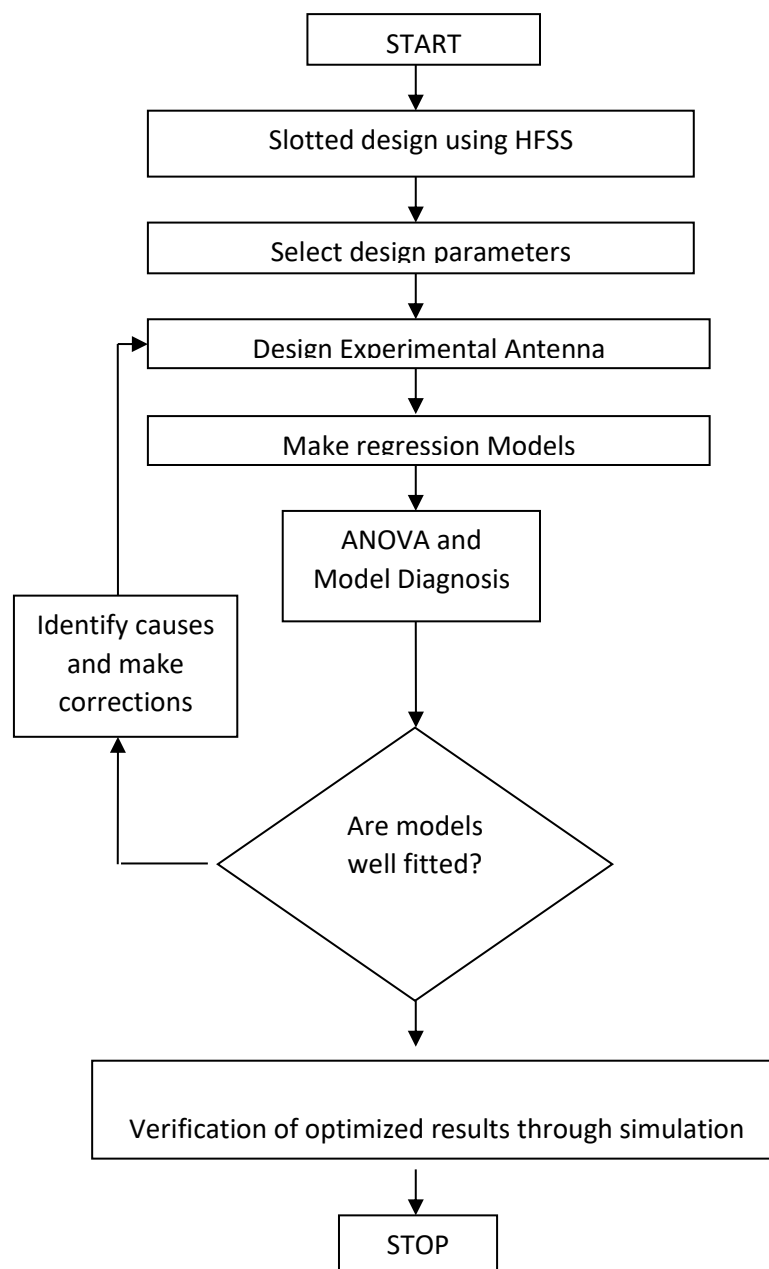 START
Slotted design using HFSS
Select design parameters
Design Experimental Antenna
Make regression Models
ANOVA and
Model Diagnosis
Identify causes
and make
corrections
Are models
well fitted?
Verification of optimized results through simulation
STOP